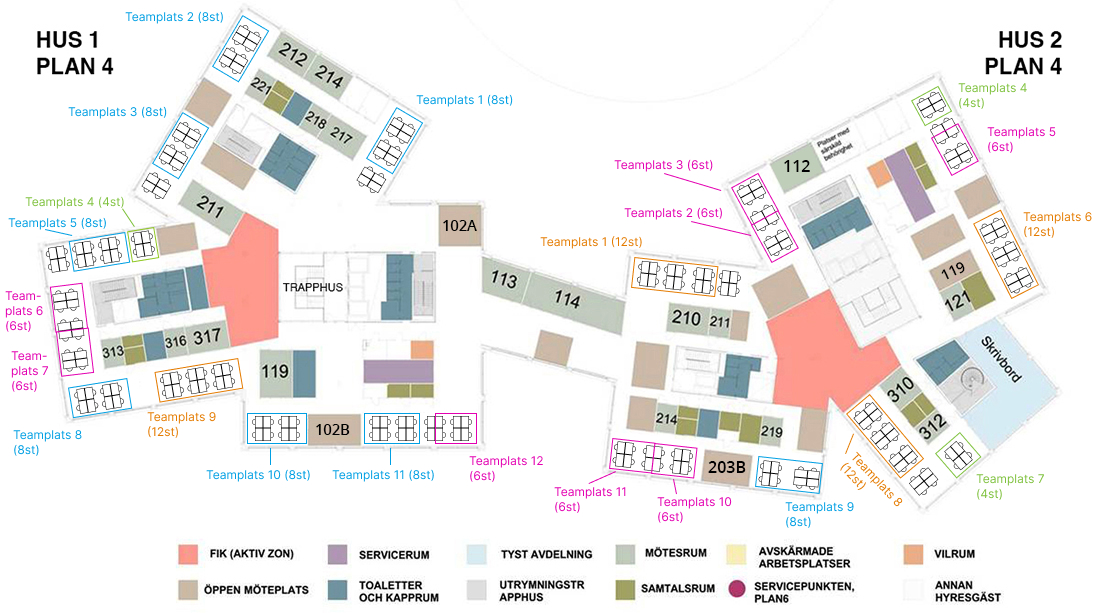 HUS 1
PLAN 4
HUS 2
PLAN 4
Teamplats 2 (8st)
212
214
221
218
217
Teamplats 3 (8st)
Teamplats 1 (8st)
211
Teamplats 4 (4st)
Teamplats 5 (8st)
102A
TRAPPHUS
Team-
plats 6
(6st)
Team-
plats 7
(6st)
313
316
317
119
Teamplats 8
(8st)
Teamplats 9
(12st)
102B
Teamplats 10 (8st)
Teamplats 11 (8st)
Teamplats 12
(6st)
113
114
Teamplats 4
(4st)
Teamplats 5
(6st)
Platser med
särskild
behörighet
112
Teamplats 3 (6st)
Teamplats 2 (6st)
Teamplats 1 (12st)
Teamplats 6
(12st)
119
121
210
211
Skrivbord
310
312
214
219
203B
Teamplats 11
(6st)
Teamplats 10
(6st)
Teamplats 9
(8st)
Teamplats 8
(12st)
Teamplats 7
(4st)
FIK (AKTIV ZON)
SERVICERUM
TYST AVDELNING
MÖTESRUM
AVSKÄRMADE
ARBETSPLATSER
VILRUM
ÖPPEN MÖTEPLATS
TOALETTER
OCH KAPPRUM
UTRYMNINGSTR
APPHUS
SAMTALSRUM
SERVICEPUNKTEN,
PLAN6
ANNAN
HYRESGÄST